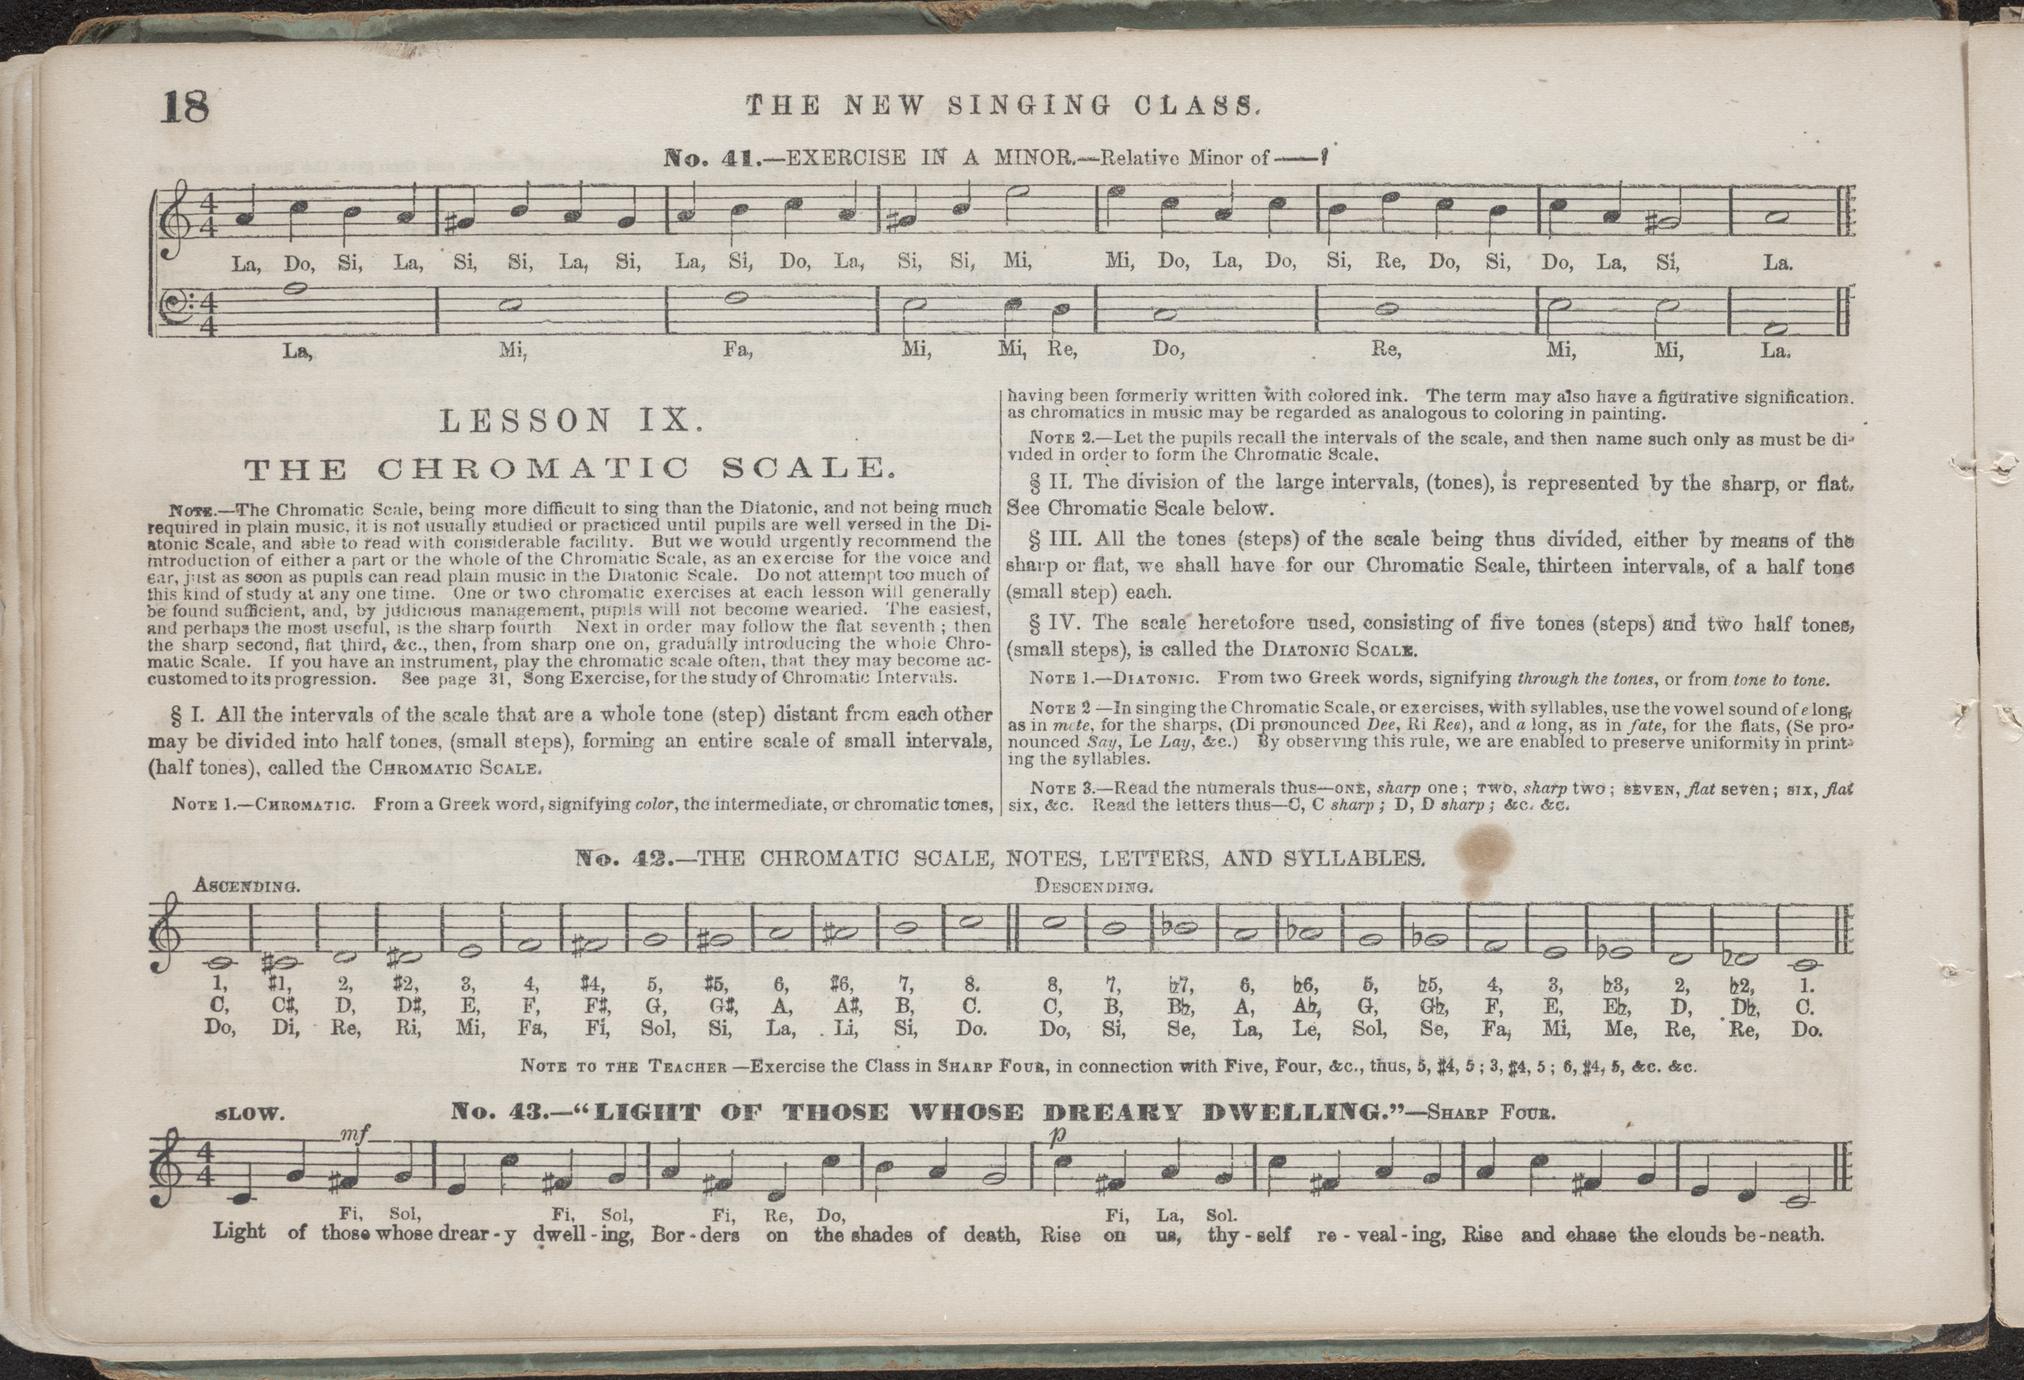 18
THE NEW SINGING CLASS.
No. 41.—EXERCISE IN A MINOR.—Relative Minor of —?
La, Do, Si, La, Si, Si, La, Si, La, Si, Do, La, Si, Si, Mi, Mi, Do, La, Do, Si, Re, Do, Si, Do, La, Si, La.
La, Mi, Fa, Mi, Mi, Re, Do, Re, Mi, Mi, La.
LESSON IX.
THE CHROMATIC SCALE.
NOTE.—The Chromatic Scale, being more difficult to sing than the Diatonic, and not being much
required in plain music, it is not usually studied or practiced until pupils are well versed in the Di-
atonic Scale, and able to read with considerable facility. But we would urgently recommend the
introduction of either a part or the whole of the Chromatic Scale, as an exercise for the voice and
ear, just as soon as pupils can read plain music in the Diatonic Scale. Do not attempt too much of
this kind of study at any one time. One or two chromatic exercises at each lesson will generally
be found sufficient, and, by judicious management, pupils will not become wearied. The easiest,
and perhaps the most useful, is the sharp fourth Next in order may follow the flat seventh; then
the sharp second, flat third, &c., then, from sharp one on, gradually introducing the whole Chro-
matic Scale. If you have an instrument, play the chromatic scale often, that they may become ac-
customed to its progression. See page 31, Song Exercise, for the study of Chromatic Intervals.
§ I. All the intervals of the scale that are a whole tone (step) distant from each other
may be divided into half tones, (small steps), forming an entire scale of small intervals,
(half tones), called the CHROMATIC SCALE.
NOTE 1.—CHROMATIC. From a Greek word, signifying color, the intermediate, or chromatic tones,
having been formerly written with colored ink. The term may also have a figurative signification.
as chromatics in music may be regarded as analogous to coloring in painting.
NOTE 2.—Let the pupils recall the intervals of the scale, and then name such only as must be di-
vided in order to form the Chromatic Scale.
§ II. The division of the large intervals, (tones), is represented by the sharp, or flat.
See Chromatic Scale below.
§ III. All the tones (steps) of the scale being thus divided, either by means of the
sharp or flat, we shall have for our Chromatic Scale, thirteen intervals, of a half tone
(small step) each.
§ IV. The scale heretofore used, consisting of five tones (steps) and two half tones,
(small steps), is called the DIATONIC SCALE.
NOTE 1.—DIATONIC. From two Greek words, signifying through the tones, or from tone to tone.
NOTE 2—In singing the Chromatic Scale, or exercises, with syllables, use the vowel sound of e long,
as in mete, for the sharps, (Di pronounced Dee, Ri Ree), and a long, as in fate, for the flats, (Se pro-
nounced Say, Le Lay, &c.) By observing this rule, we are enabled to preserve uniformity in print-
ing the syllables.
NOTE 3.—Read the numerals thus—ONE, sharp one; TWO, sharp two; SEVEN, flat seven; SIX, flat
six, &c. Read the letters thus—C, C sharp; D, D sharp; &c. &c.
No. 42.—THE CHROMATIC SCALE, NOTES, LETTERS, AND SYLLABLES.
ASCENDING. DESCENDING.
1, ♯1, 2, ♯2, 3, 4, ♯4, 5, ♯5, 6, ♯6, 7, 8. 8, 7, ♭7, 6, ♭6, 5, ♭5, 4, 3, ♭3, 2, ♭2, 1.
C, C♯, D, D♯, E, F, F♯, G, G♯, A, A♯, B, C. C, B, B♭, A, A♭, G, G♭, F, E, E♭, D, D♭, C.
Do, Di, Re, Ri, Mi, Fa, Fi, Sol, Si, La, Li, Si, Do. Do, Si, Se, La, Le, Sol, Se, Fa, Mi, Me, Re, Re, Do.
NOTE TO THE TEACHER—Exercise the Class in SHARP FOUR, in connection with Five, Four, &c., thus, 5, ♯4, 5; 3, ♯4, 5; 6, ♯4, 5, &c. &c.
SLOW. No. 43.—"LIGHT OF THOSE WHOSE DREARY DWELLING."—SHARP FOUR.
mf p
Fi, Sol, Fi, Sol, Fi, Re, Do, Fi, La, Sol.
Light of those whose drear-y dwell-ing, Bor-ders on the shades of death, Rise on us, thy-self re-veal-ing, Rise and chase the clouds be-neath.